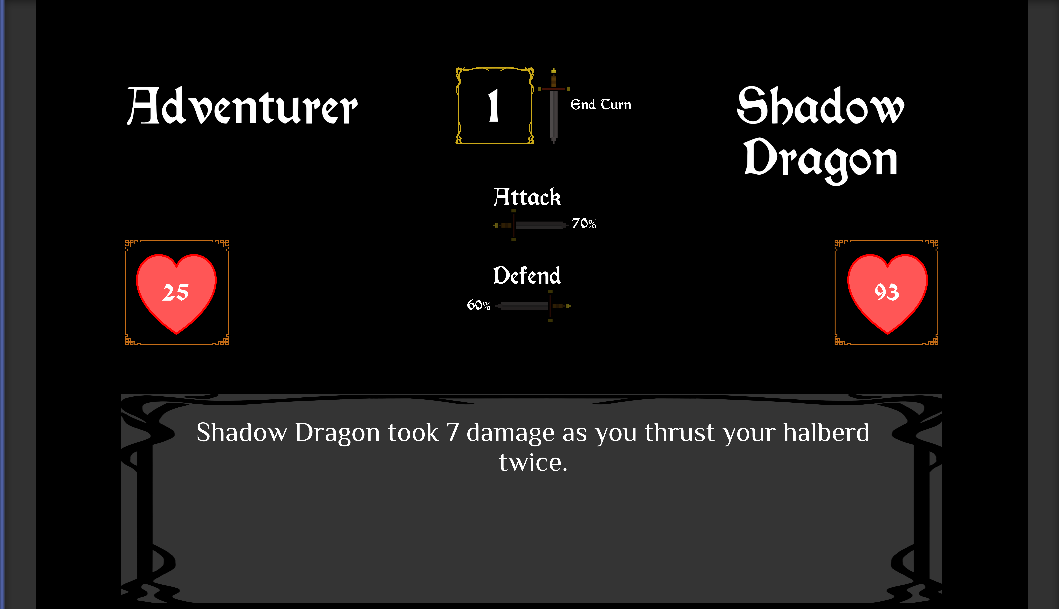 Adventurer
1
End Turn
Shadow
Dragon
Attack
70%
Defend
60%
25
93
Shadow Dragon took 7 damage as you thrust your halberd
twice.